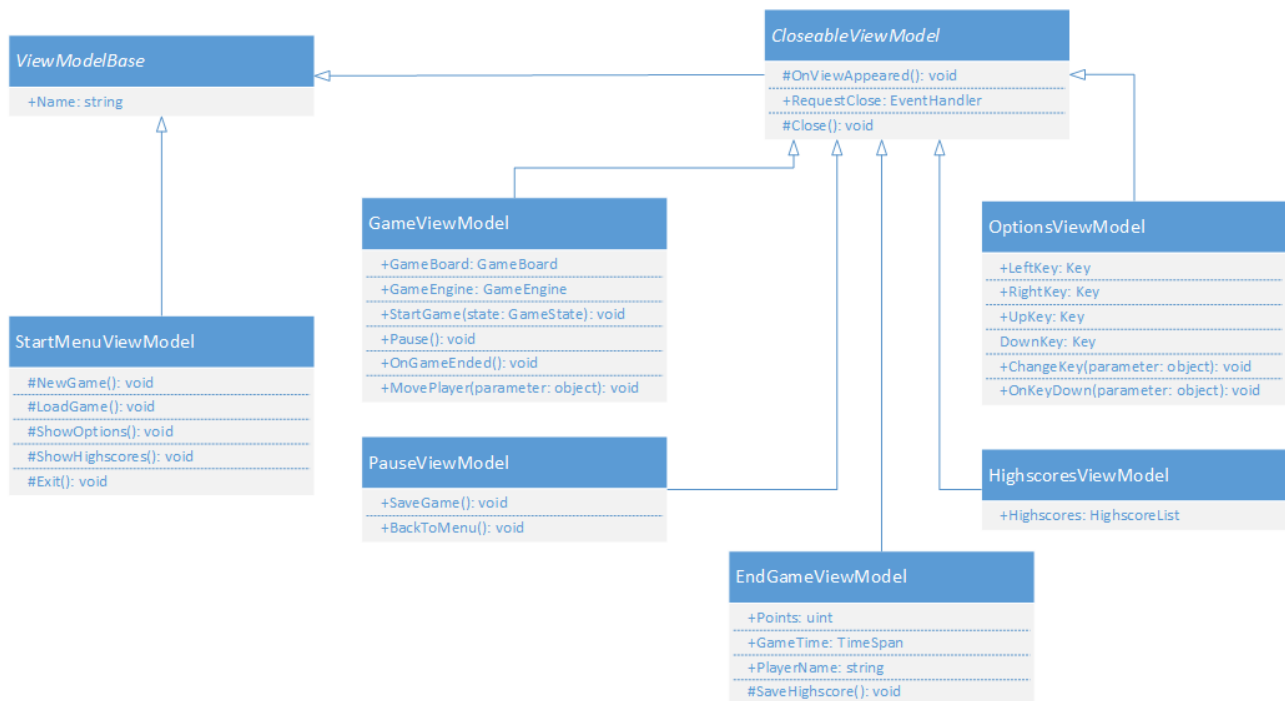 ViewModelBase
+Name: string
CloseableViewModel
#OnViewAppeared(): void
+RequestClose: EventHandler
#Close(): void
GameViewModel
+GameBoard: GameBoard
+GameEngine: GameEngine
+StartGame(state: GameState): void
+Pause(): void
+OnGameEnded(): void
+MovePlayer(parameter: object): void
OptionsViewModel
+LeftKey: Key
+RightKey: Key
+UpKey: Key
DownKey: Key
+ChangeKey(parameter: object): void
+OnKeyDown(parameter: object): void
StartMenuViewModel
#NewGame(): void
#LoadGame(): void
#ShowOptions(): void
#ShowHighscores(): void
#Exit(): void
PauseViewModel
+SaveGame(): void
+BackToMenu(): void
HighscoresViewModel
+Highscores: HighscoreList
EndGameViewModel
+Points: uint
+GameTime: TimeSpan
+PlayerName: string
#SaveHighscore(): void